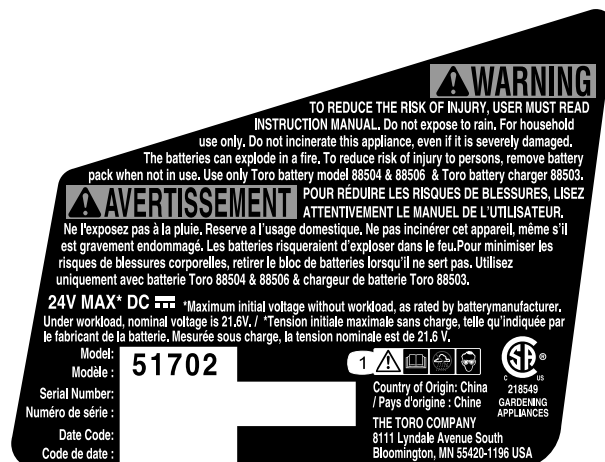 WARNING
TO REDUCE THE RISK OF INJURY, USER MUST READ
INSTRUCTION MANUAL. Do not expose to rain. For household
use only. Do not incinerate this appliance, even if it is severely damaged.
The batteries can explode in a fire. To reduce risk of injury to persons, remove battery
pack when not in use. Use only Toro battery model 88504 & 88506 & Toro battery charger 88503.
AVERTISSEMENT
POUR RÉDUIRE LES RISQUES DE BLESSURES, LISEZ
ATTENTIVEMENT LE MANUEL DE L'UTILISATEUR.
Ne l'exposez pas à la pluie. Reserve a l'usage domestique. Ne pas incinérer cet appareil, même s'il
est gravement endommagé. Les batteries risqueraient d'exploser dans le feu.Pour minimiser les
risques de blessures corporelles, retirer le bloc de batteries lorsqu'il ne sert pas. Utilisez
uniquement avec batterie Toro 88504 & 88506 & chargeur de batterie Toro 88503.
24V MAX* DC *Maximum initial voltage without workload, as rated by batterymanufacturer.
Under workload, nominal voltage is 21.6V. / *Tension initiale maximale sans charge, telle qu'indiquée par
le fabricant de la batterie. Mesurée sous charge, la tension nominale est de 21.6 V.
Model:
Modèle :
51702
Serial Number:
Numéro de série :
Date Code:
Code de date :
1
Country of Origin: China
/ Pays d'origine : Chine
THE TORO COMPANY
8111 Lyndale Avenue South
Bloomington, MN 55420-1196 USA
®
C US
218549
GARDENING
APPLIANCES